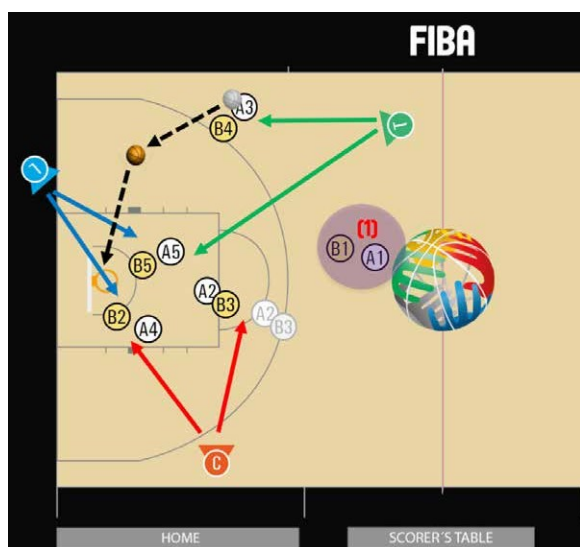 FIBA
A3
B4
T
L
(1)
B1
A1
A5
B5
A2
B3
A2
B3
B2
A4
C
HOME
SCORER´S TABLE